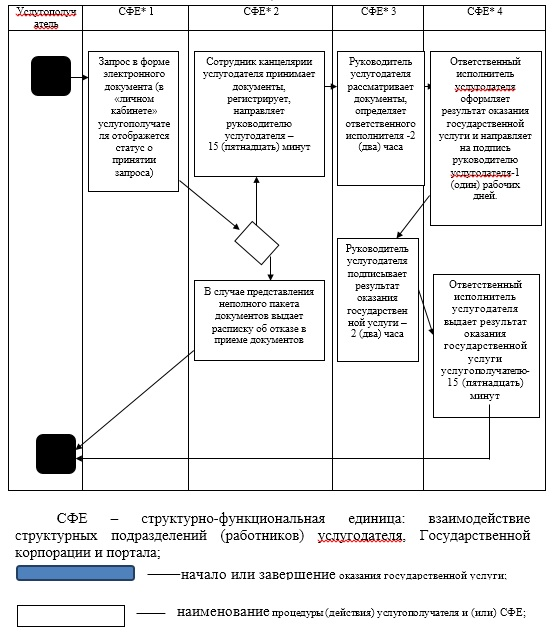 Услугополуч
атель
СФЕ* 1
СФЕ* 2
СФЕ* 3
СФЕ* 4
Запрос в форме
электронного
документа (в
«личном
кабинете»
услугополучате
ля отображется
статус о
принятии
запроса)
Сотрудник канцелярии
услугодателя принимает
документы,
регистрирует,
направляет
руководителю
услугодателя –
15 (пятнадцать) минут
Руководитель
услугодателя
рассматривает
документы,
определяет
ответственного
исполнителя -2
(два) часа
Ответственный
исполнитель
услугодателя
оформляет
результат оказания
государственной
услуги и направляет
на подпись
руководителю
услугодателя-1
(один) рабочих
дней.
В случае представления
неполного пакета
документов выдает
расписку об отказе в
приеме документов
Руководитель
услугодателя
подписывает
результат
оказания
государствен
ной услуги –
2 (два) часа
Ответственный
исполнитель
услугодателя
выдает результат
оказания
государственной
услуги
услугополучателю-
15 (пятнадцать)
минут
СФЕ – структурно-функциональная единица: взаимодействие
структурных подразделений (работников) услугодателя, Государственной
корпорации и портала;
начало или завершение оказания государственной услуги;
наименование процедуры (действия) услугополучателя и (или) СФЕ;